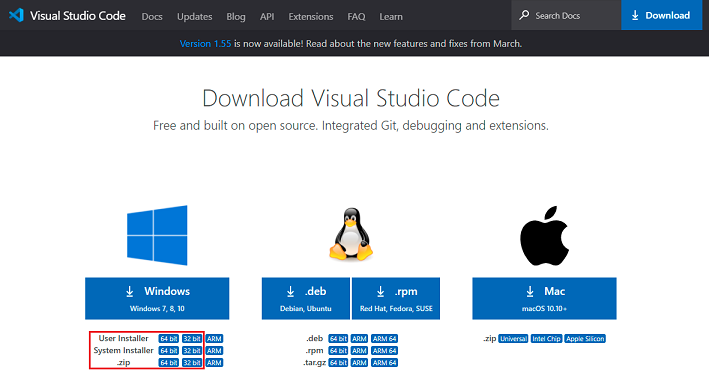 Visual Studio Code Docs Updates Blog API Extensions FAQ Learn Search Docs Download
Version 1.55 is now available! Read about the new features and fixes from March.
Download Visual Studio Code
Free and built on open source. Integrated Git, debugging and extensions.
Windows
Windows 7, 8, 10
.deb
Debian, Ubuntu
.rpm
Red Hat, Fedora, SUSE
Mac
macOS 10.10+
User Installer 64 bit 32 bit ARM
System Installer 64 bit 32 bit ARM
.zip 64 bit 32 bit ARM
.deb 64 bit ARM ARM 64
.rpm 64 bit ARM ARM 64
.tar.gz 64 bit ARM ARM 64
.zip Universal Intel Chip Apple Silicon